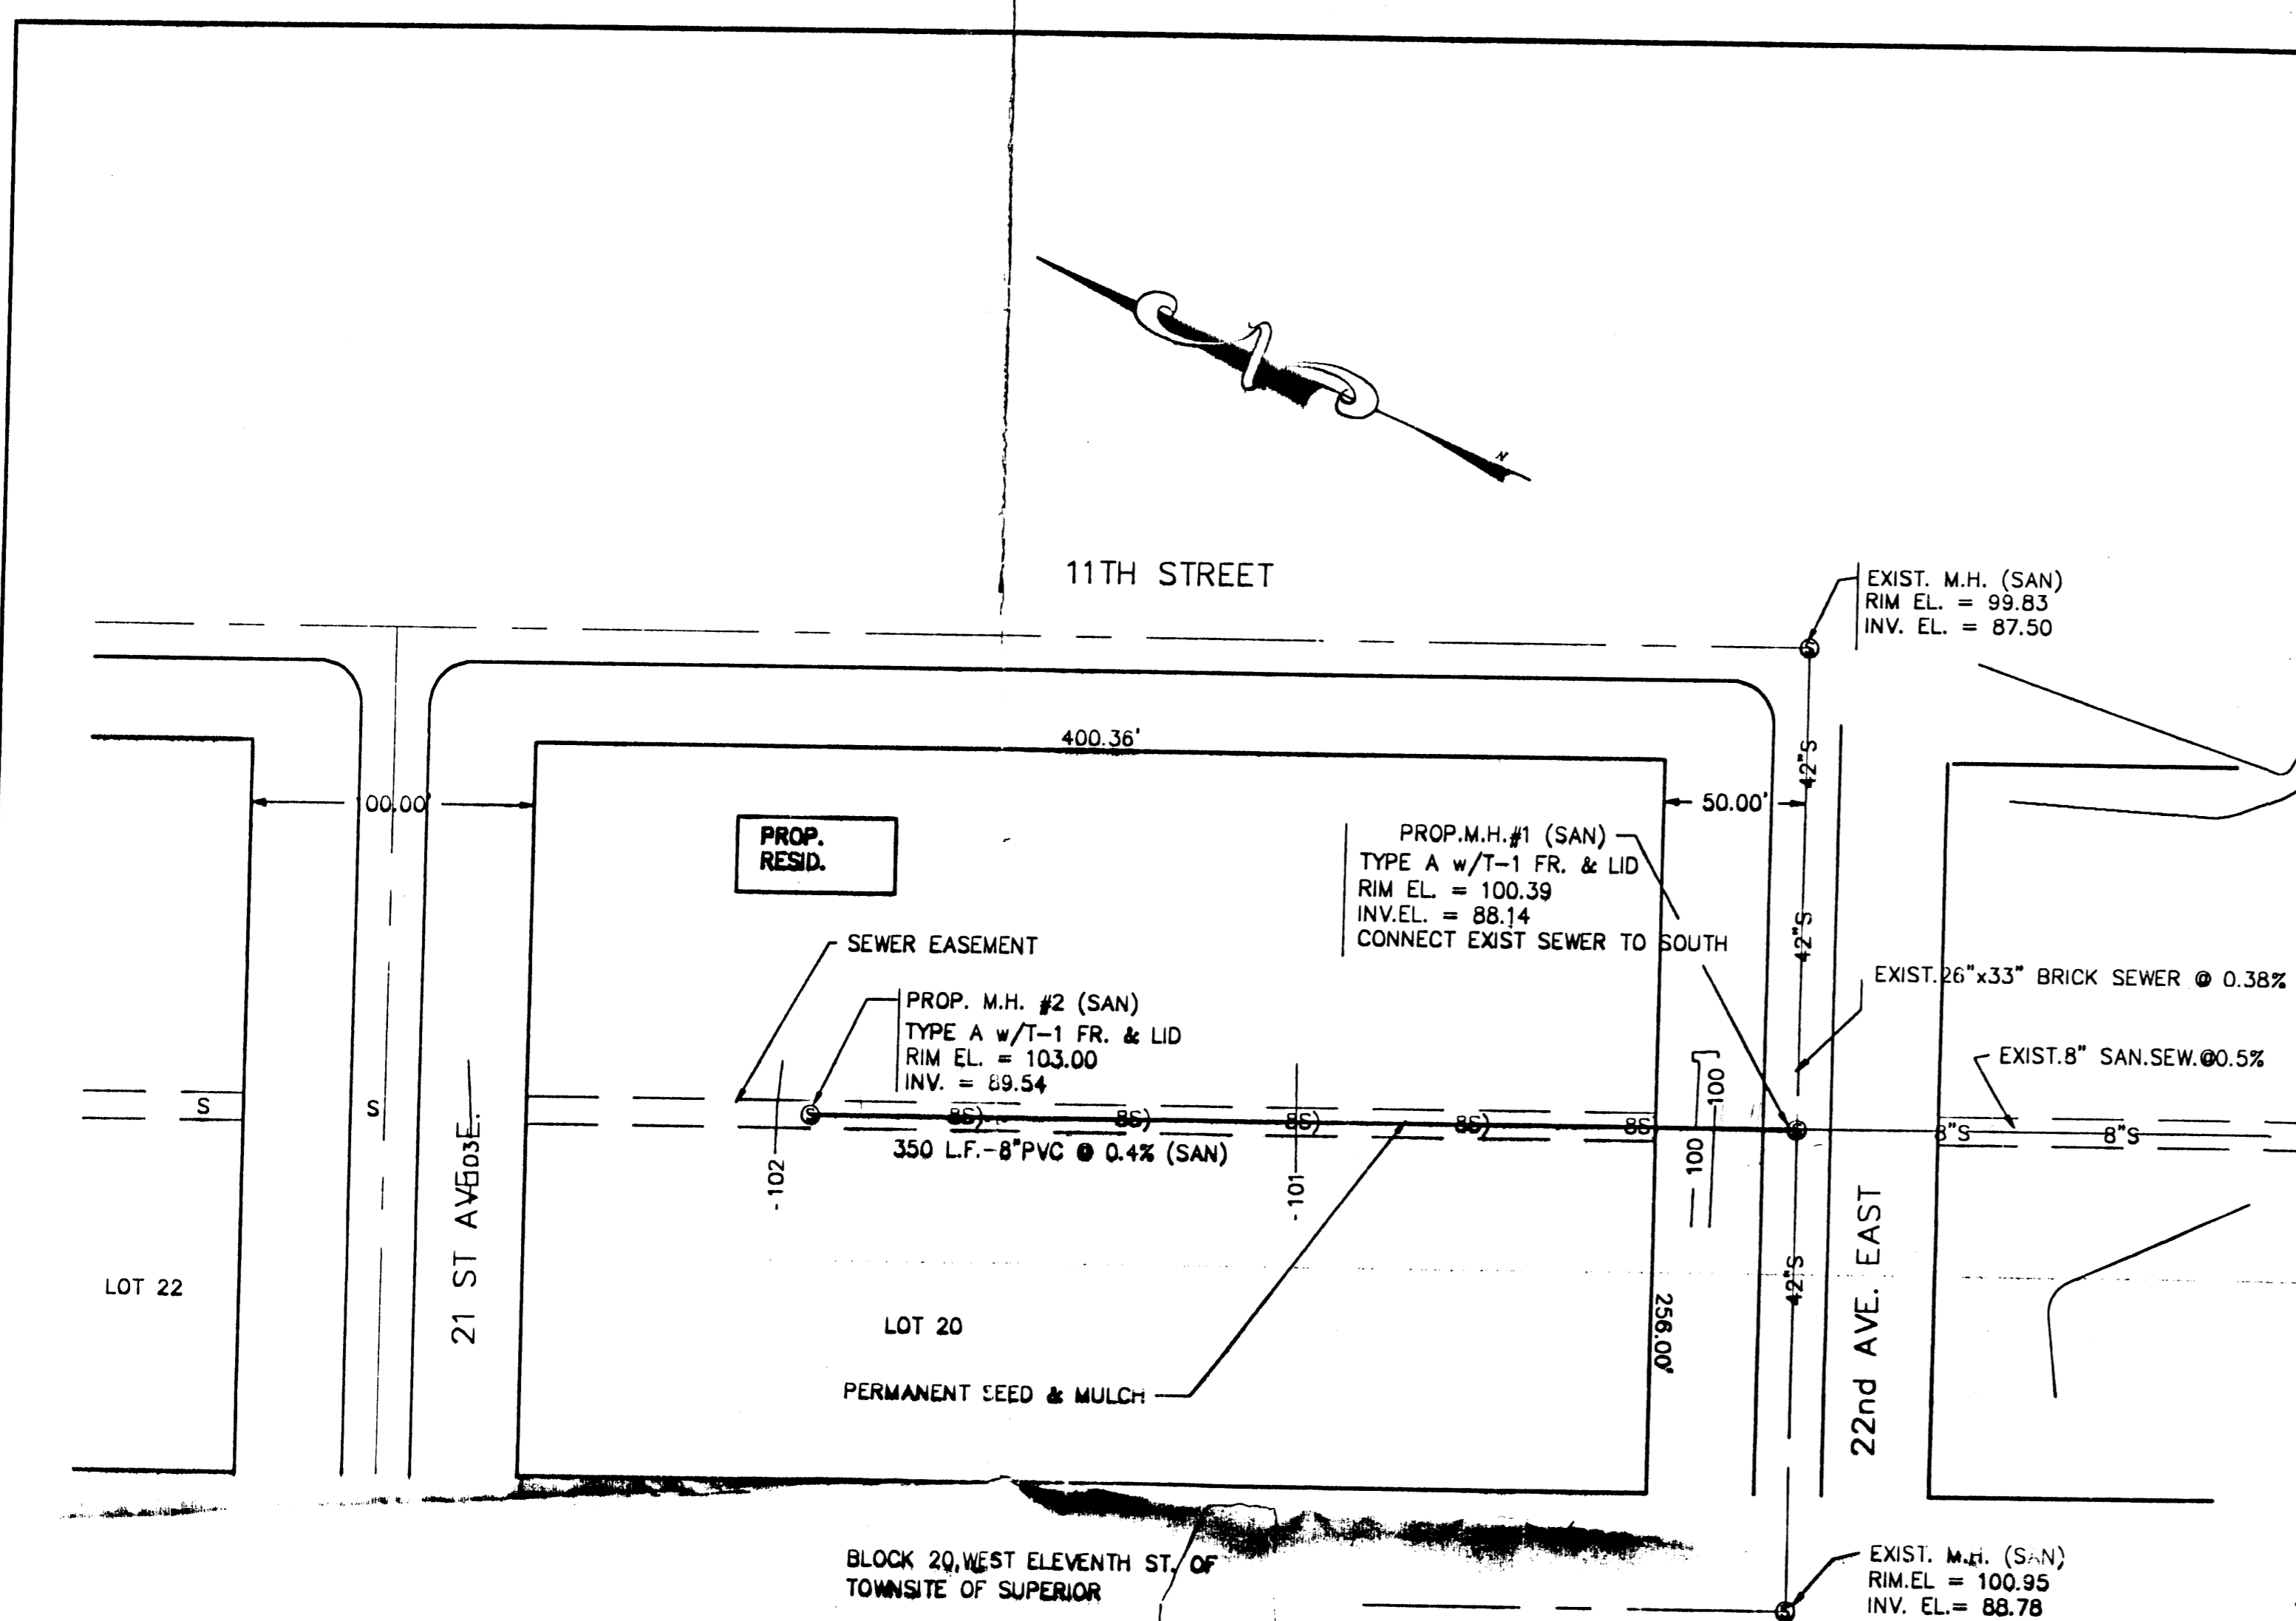 N
11TH STREET
EXIST. M.H. (SAN)
RIM EL. = 99.83
INV. EL. = 87.50
400.36'
00.00'
50.00'
42"S
PROP.
RESID.
PROP.M.H.#1 (SAN)
TYPE A w/T-1 FR. & LID
RIM EL. = 100.39
INV.EL. = 88.14
CONNECT EXIST SEWER TO SOUTH
42"S
SEWER EASEMENT
EXIST.26"x33" BRICK SEWER @ 0.38%
PROP. M.H. #2 (SAN)
TYPE A w/T-1 FR. & LID
RIM EL. = 103.00
INV. = 89.54
EXIST.8" SAN.SEW.@0.5%
S
S
S
8S)
8S)
8S)
8S)
8S
S
8"S
8"S
350 L.F.-8"PVC @ 0.4% (SAN)
100
100
102
101
103
21 ST AVE.
LOT 22
LOT 20
256.00'
42"S
22nd AVE. EAST
PERMANENT SEED & MULCH
BLOCK 20,WEST ELEVENTH ST. OF
TOWNSITE OF SUPERIOR
EXIST. M.H. (SAN)
RIM.EL = 100.95
INV. EL.= 88.78
S